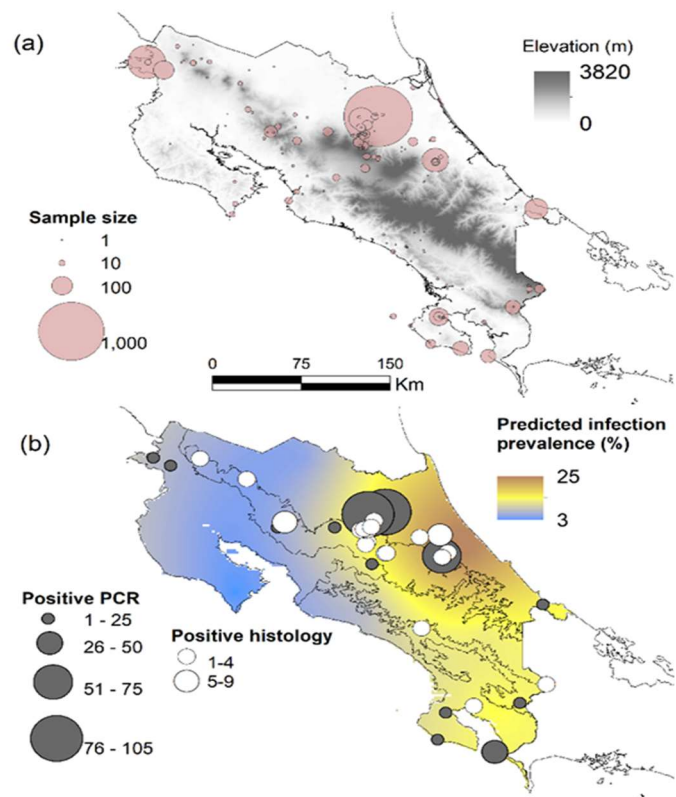 (a)
Elevation (m)
3820
0
Sample size
1
10
100
1,000
0 75 150
Km
(b)
Predicted infection
prevalence (%)
25
3
Positive PCR
1 - 25
26 - 50
51 - 75
76 - 105
Positive histology
1-4
5-9